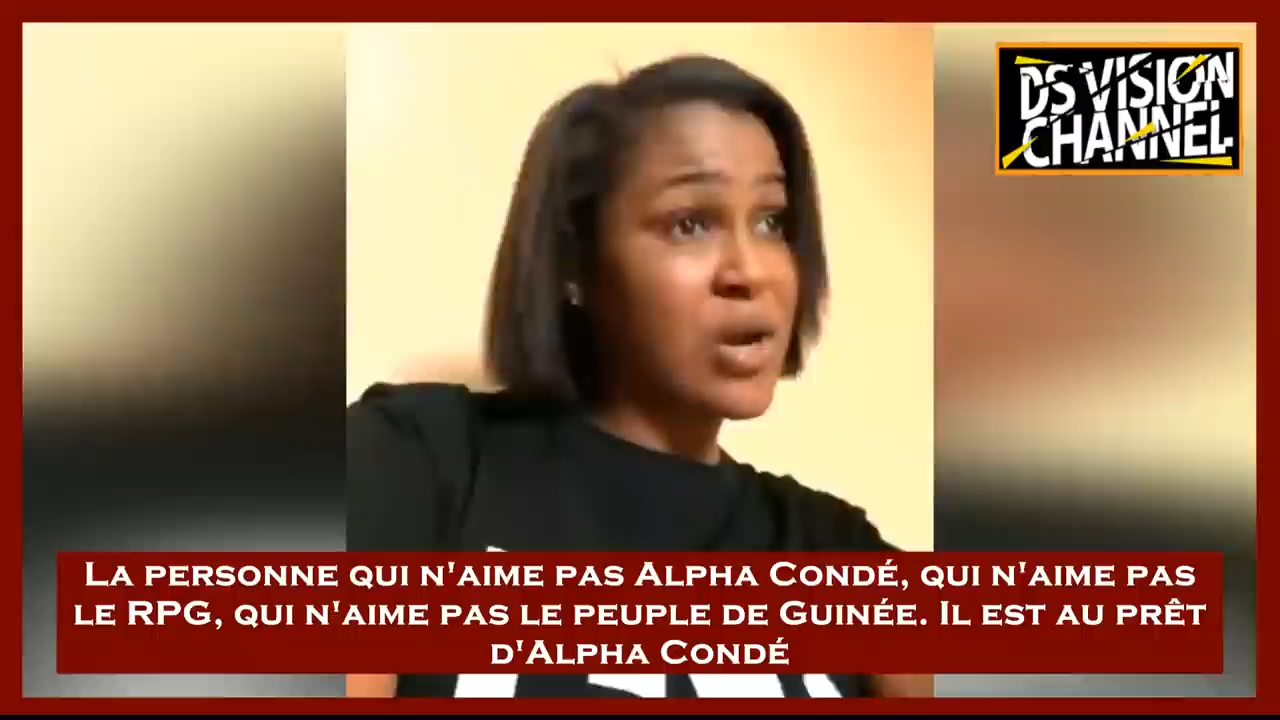 DS VISION
CHANNEL
LA PERSONNE QUI N'AIME PAS ALPHA CONDÉ, QUI N'AIME PAS
LE RPG, QUI N'AIME PAS LE PEUPLE DE GUINÉE. IL EST AU PRÊT
D'ALPHA CONDÉ